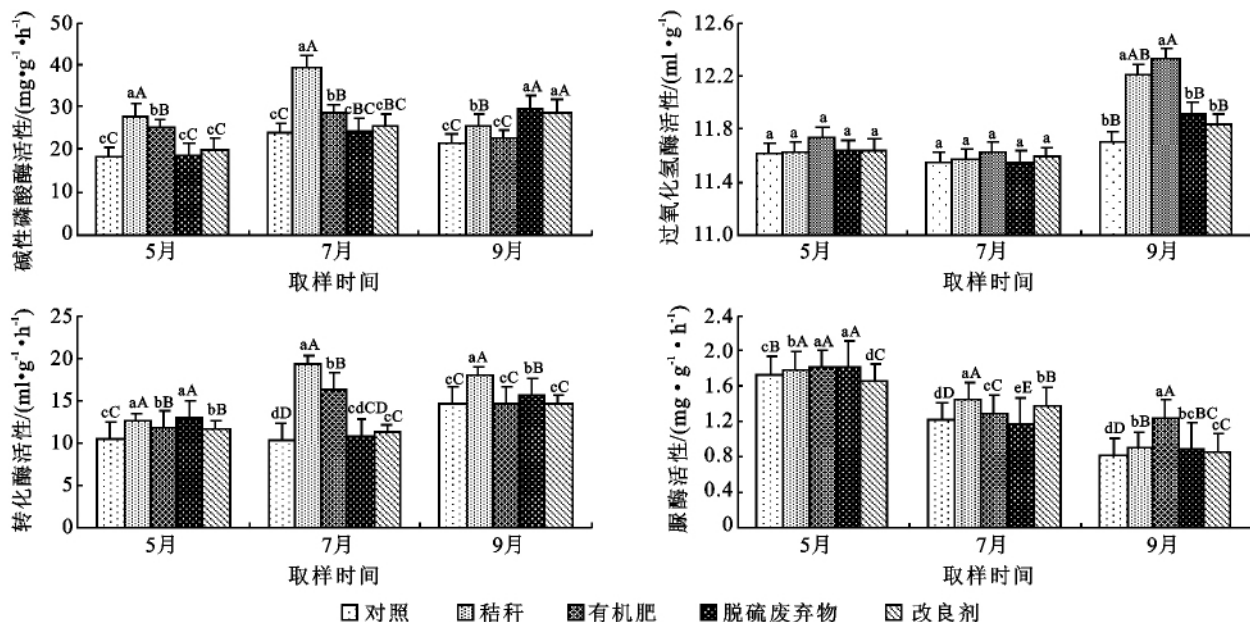 碱性磷酸酶活性/(mg•g⁻¹•h)
50
40
30
20
10
0
cC aA bB cC cC
cC aA bB cBC cBC
cC bB cC aA aA
5月 7月 9月
取样时间
过氧化氢酶活性/(ml•g⁻¹)
12.6
12.2
11.8
11.4
11.0
a a a a a
a a a a a
bB aAB aA bB bB
5月 7月 9月
取样时间
转化酶活性/(ml•g⁻¹•h⁻¹)
25
20
15
10
5
0
cC aA bB aA bB
dD aA bB cdCD cC
cC aA cC bB cC
5月 7月 9月
取样时间
脲酶活性/(mg•g⁻¹•h⁻¹)
2.4
2.0
1.6
1.2
0.8
0.4
0
cB bA aA aA dC
dD aA cC eE bB
dD bB aA bcBC cC
5月 7月 9月
取样时间
对照 秸秆 有机肥 脱硫废弃物 改良剂